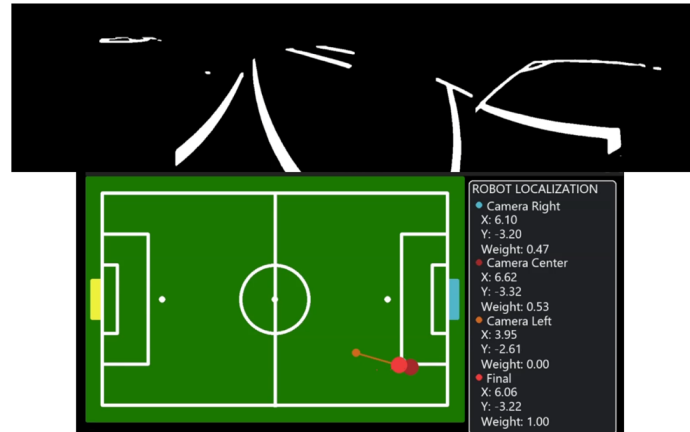 ROBOT LOCALIZATION
Camera Right
X: 6.10
Y: -3.20
Weight: 0.47
Camera Center
X: 6.62
Y: -3.32
Weight: 0.53
Camera Left
X: 3.95
Y: -2.61
Weight: 0.00
Final
X: 6.06
Y: -3.22
Weight: 1.00